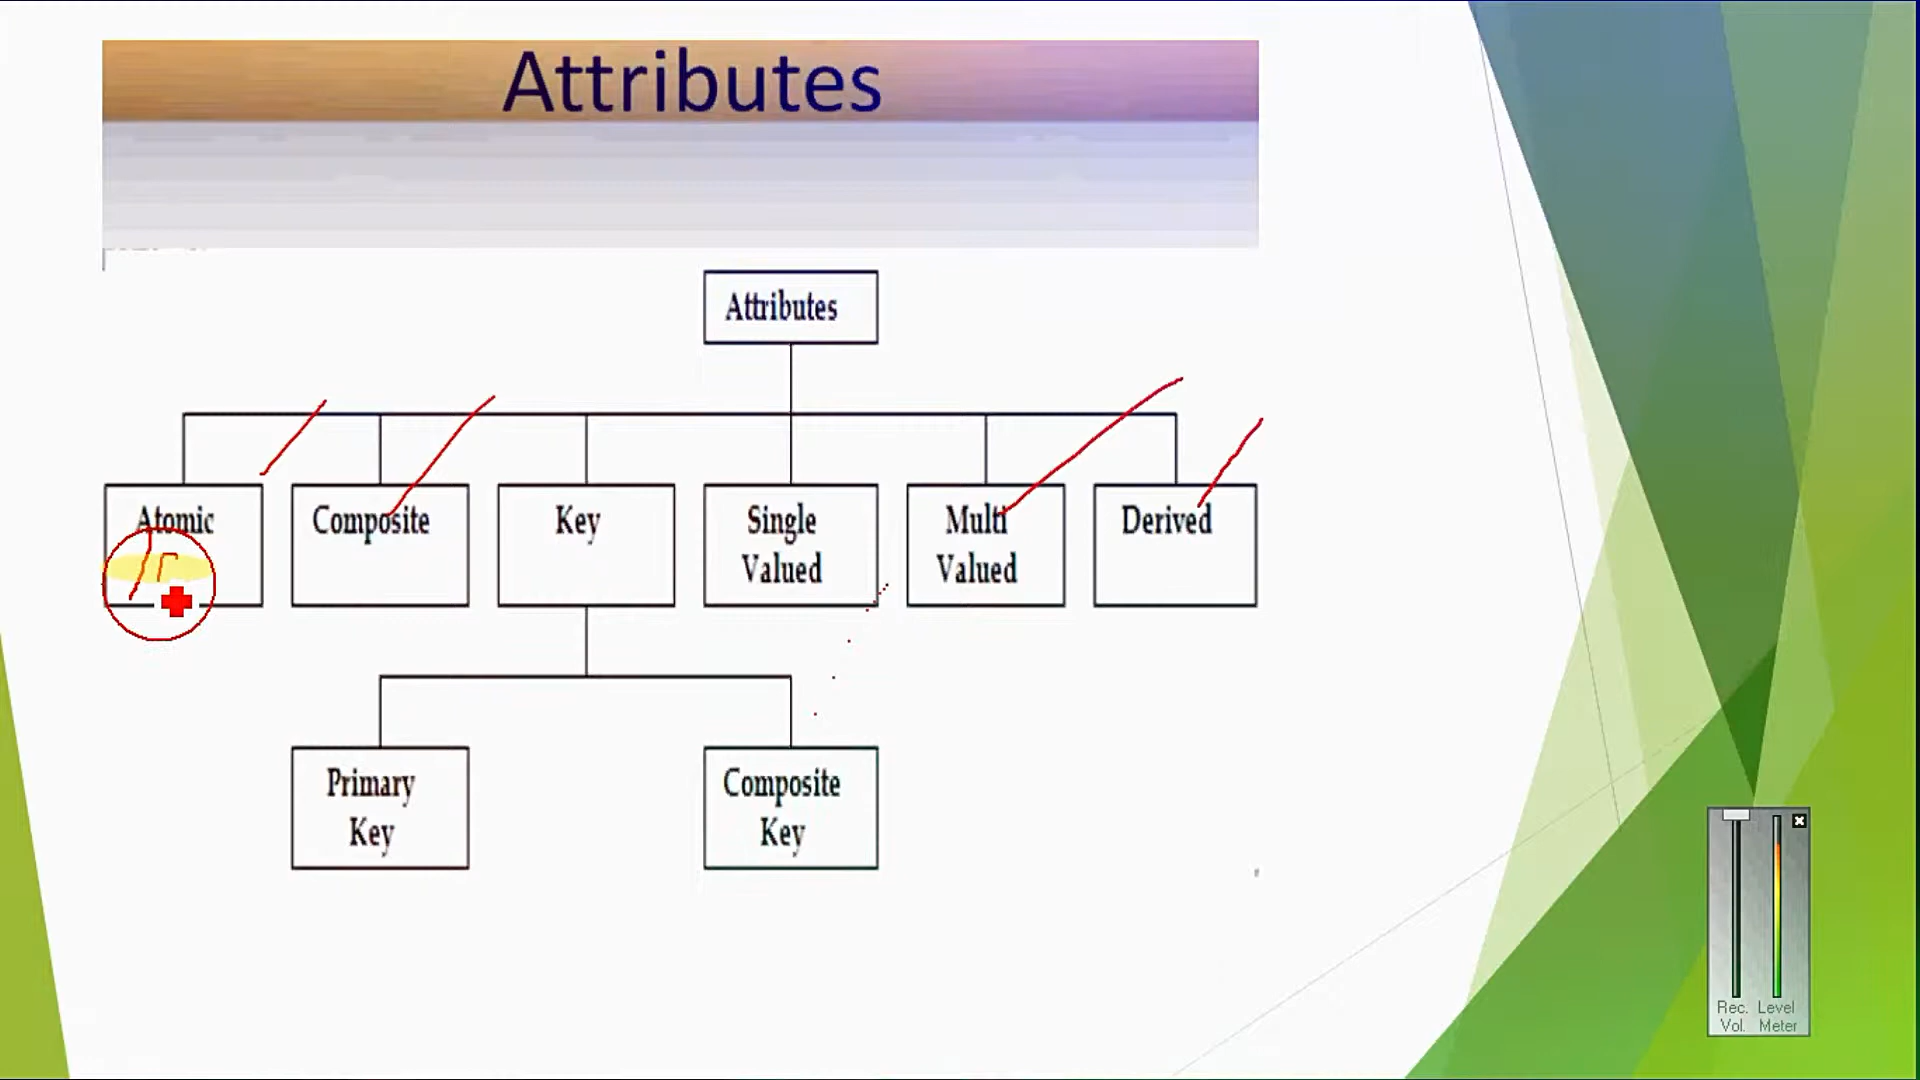 Attributes
Attributes
Atomic
Composite
Key
Single
Valued
Multi
Valued
Derived
Primary
Key
Composite
Key
Rec. Level
Vol. Meter